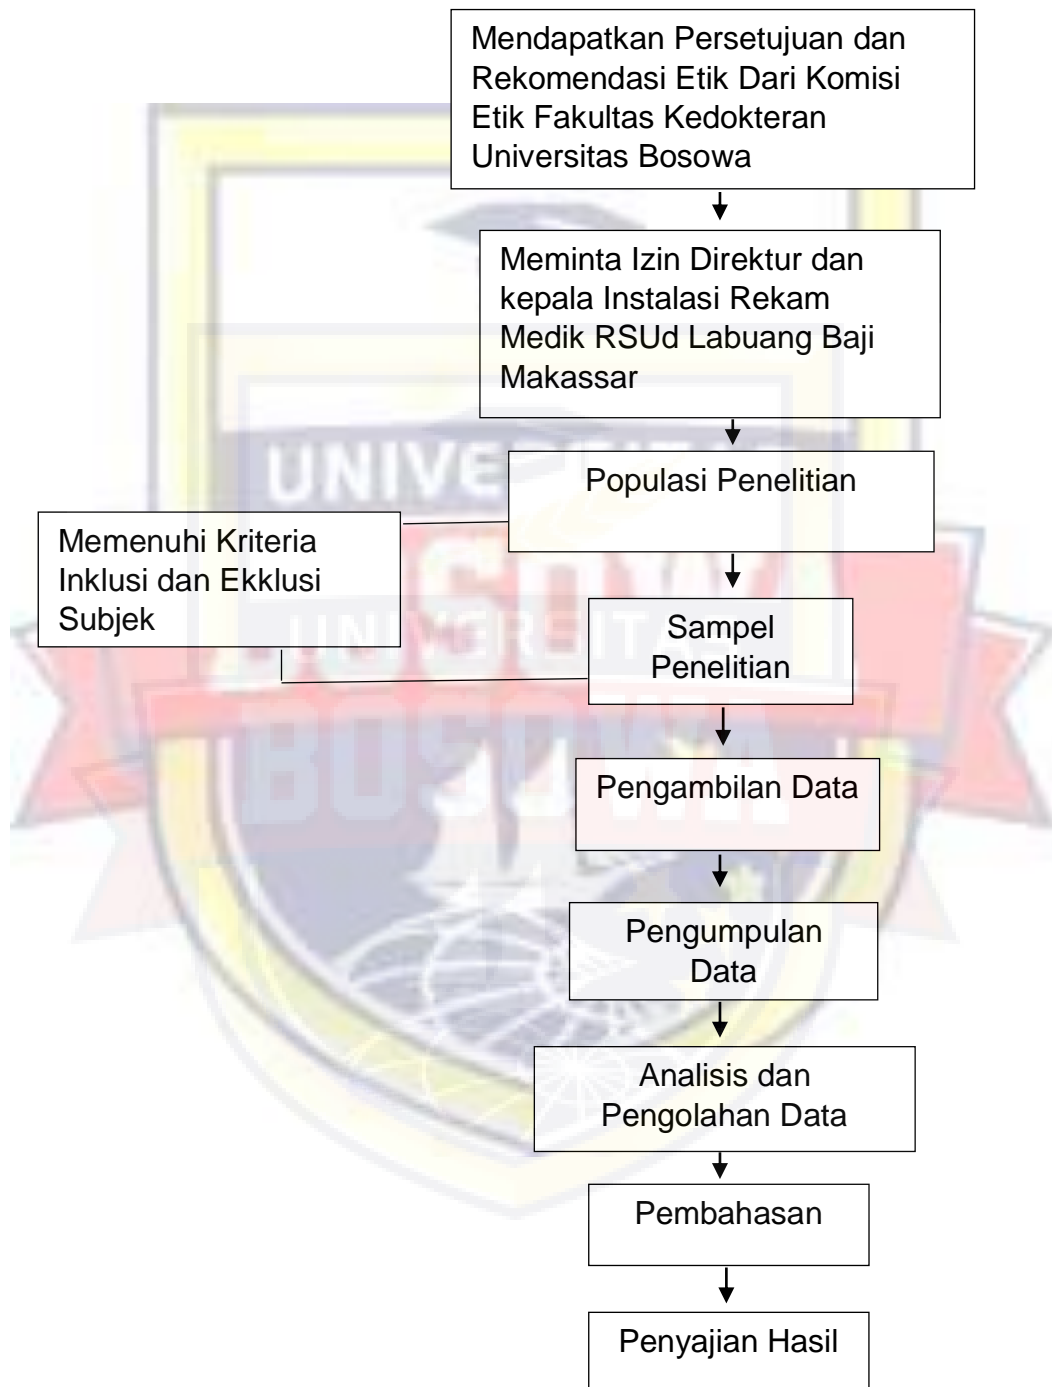 Mendapatkan Persetujuan dan
Rekomendasi Etik Dari Komisi
Etik Fakultas Kedokteran
Universitas Bosowa
Meminta Izin Direktur dan
kepala Instalasi Rekam
Medik RSUd Labuang Baji
Makassar
Populasi Penelitian
Memenuhi Kriteria
Inklusi dan Ekklusi
Subjek
Sampel
Penelitian
Pengambilan Data
Pengumpulan
Data
Analisis dan
Pengolahan Data
Pembahasan
Penyajian Hasil
UNIVERSITAS
BOSOWA